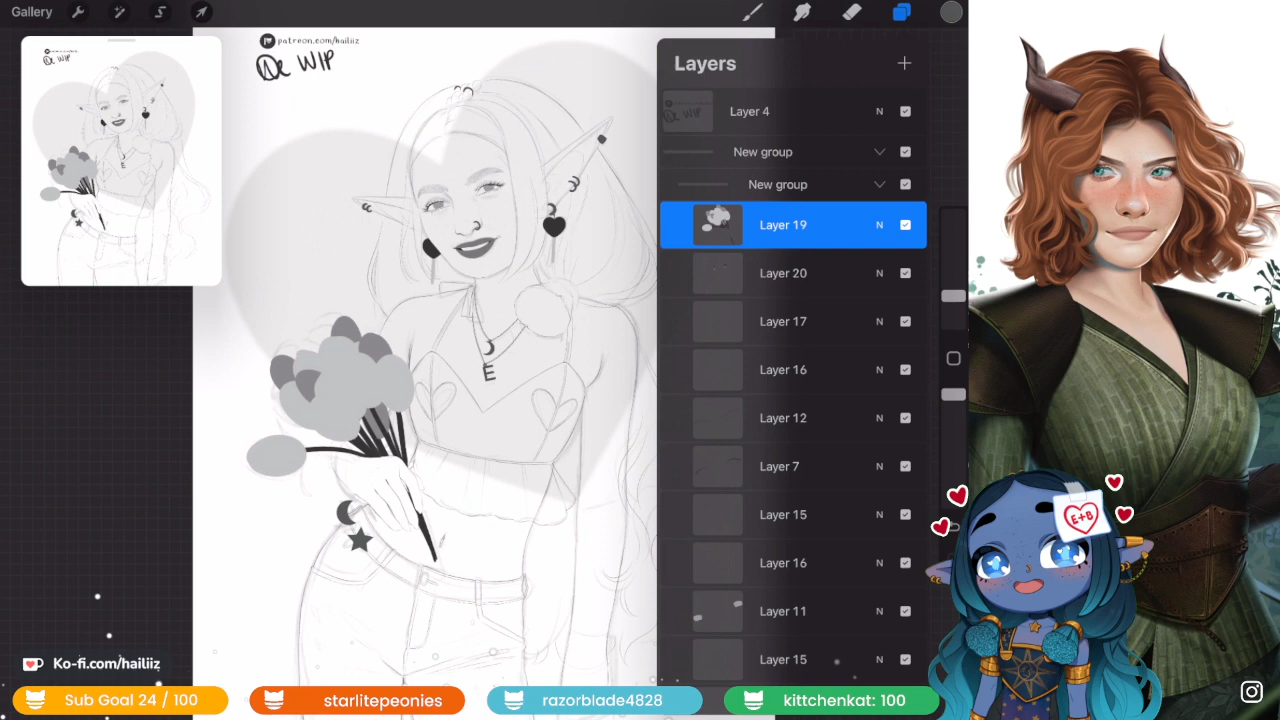 Gallery
patreon.com/hailiiz
WIP
E
Layers
Layer 4
N
New group
New group
Layer 19
N
Layer 20
N
Layer 17
N
Layer 16
N
Layer 12
N
Layer 7
N
Layer 15
N
Layer 16
N
Layer 11
N
Layer 15
N
E+B
Ko-fi.com/hailiiz
Sub Goal 24 / 100
starlitepeonies
razorblade4828
kittchenkat: 100